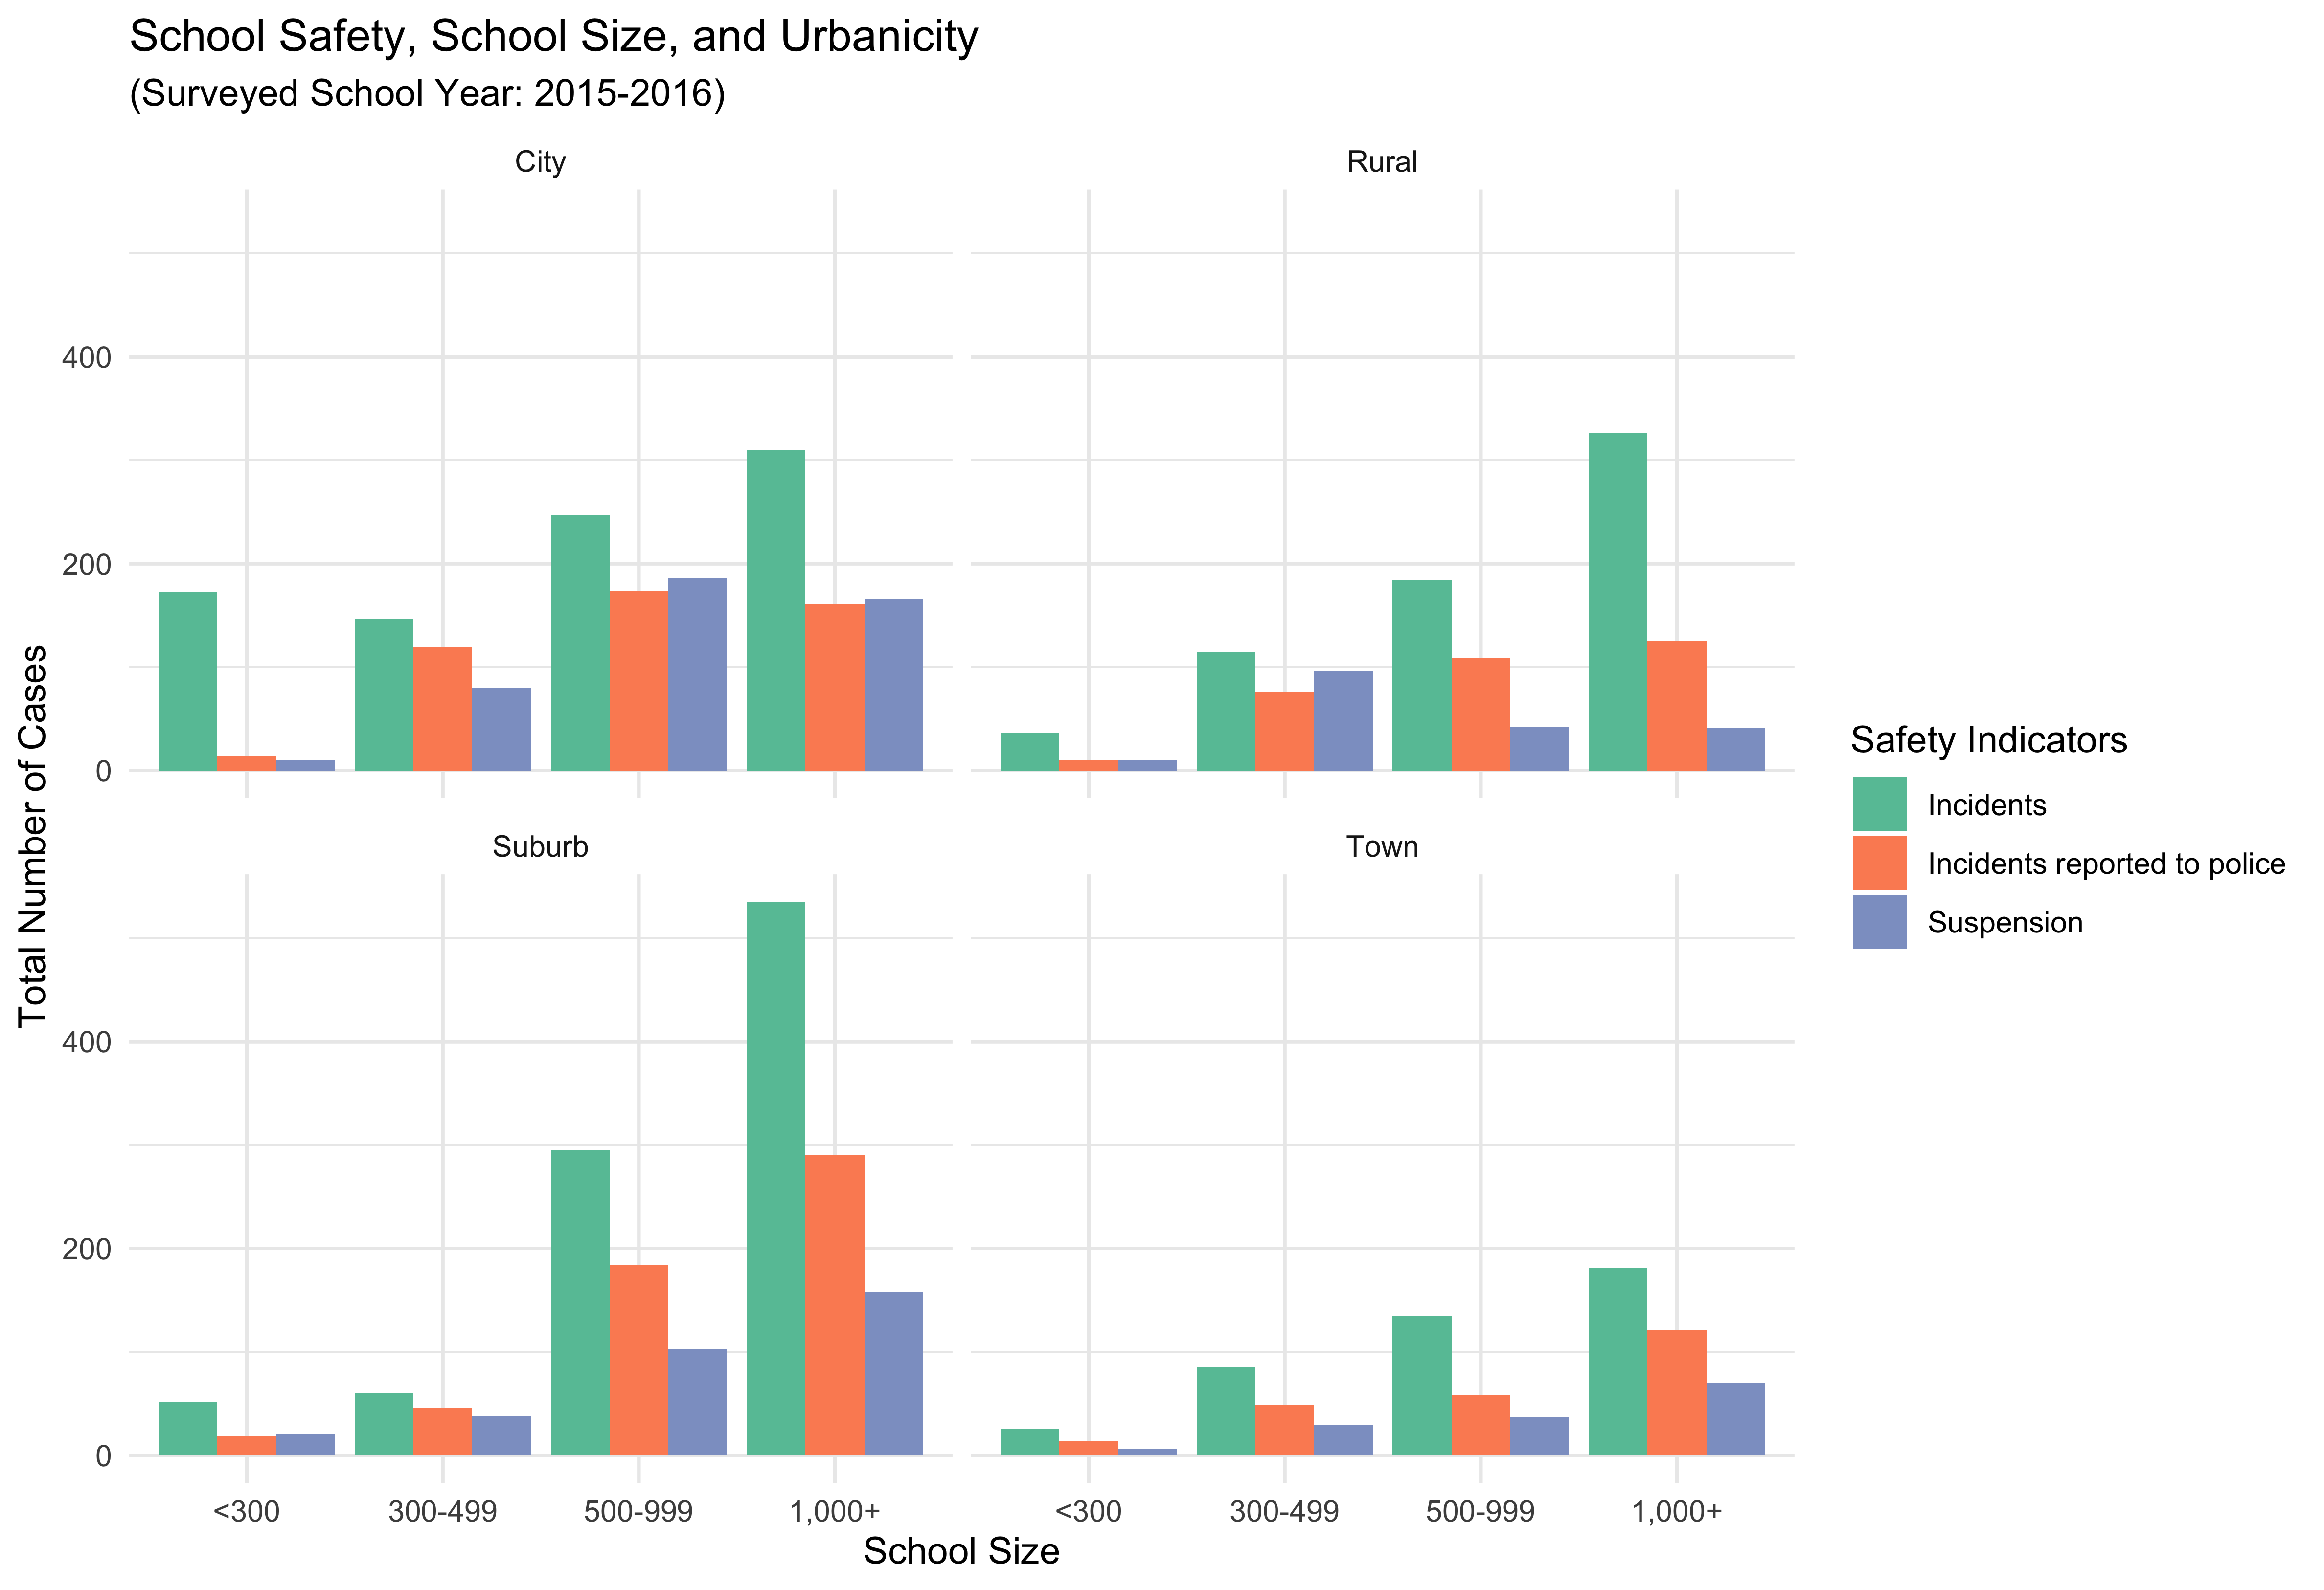 School Safety, School Size, and Urbanicity
(Surveyed School Year: 2015-2016)
City
Rural
400
200
0
Suburb
Town
400
200
0
<300
300-499
500-999
1,000+
<300
300-499
500-999
1,000+
School Size
Total Number of Cases
Safety Indicators
Incidents
Incidents reported to police
Suspension